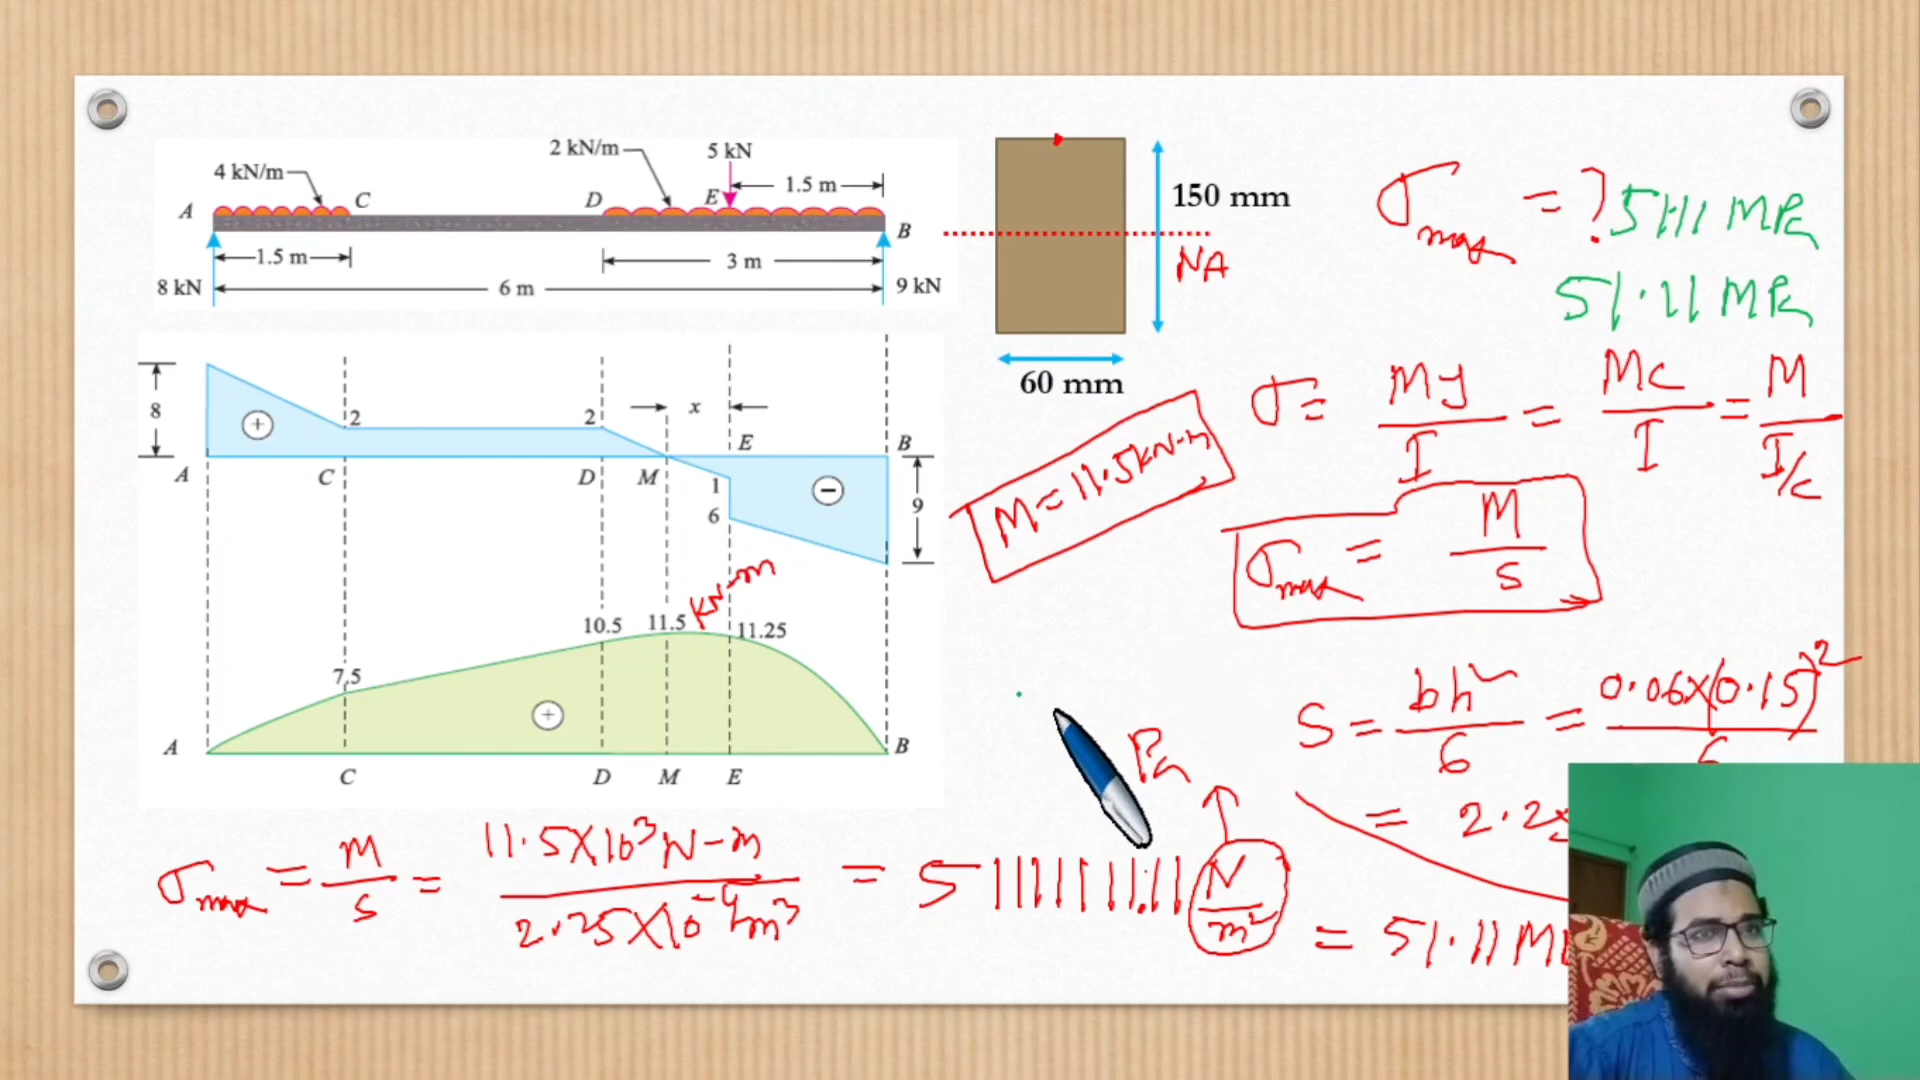 4 kN/m
2 kN/m
5 kN
1.5 m
A
C
D
E
B
1.5 m
3 m
8 kN
6 m
9 kN
150 mm
NA
60 mm
σmax = ? 5111 MPa
51.11 MPa
8
+
2
2
x
E
B
A
C
D
M
1
6
−
9
M = 11.5 kN-m
σ = My/I = Mc/I = M/I/c
σmax = M/S
kN-m
7.5
10.5
11.5
11.25
+
A
B
C
D
M
E
S = bh²/6 = 0.06×(0.15)²/6
= 2.2
Pa
σmax = M/S = 11.5×10³ N-m / 2.25×10⁻⁴ m³ = 51111111.11 N/m²
= 51.11 M